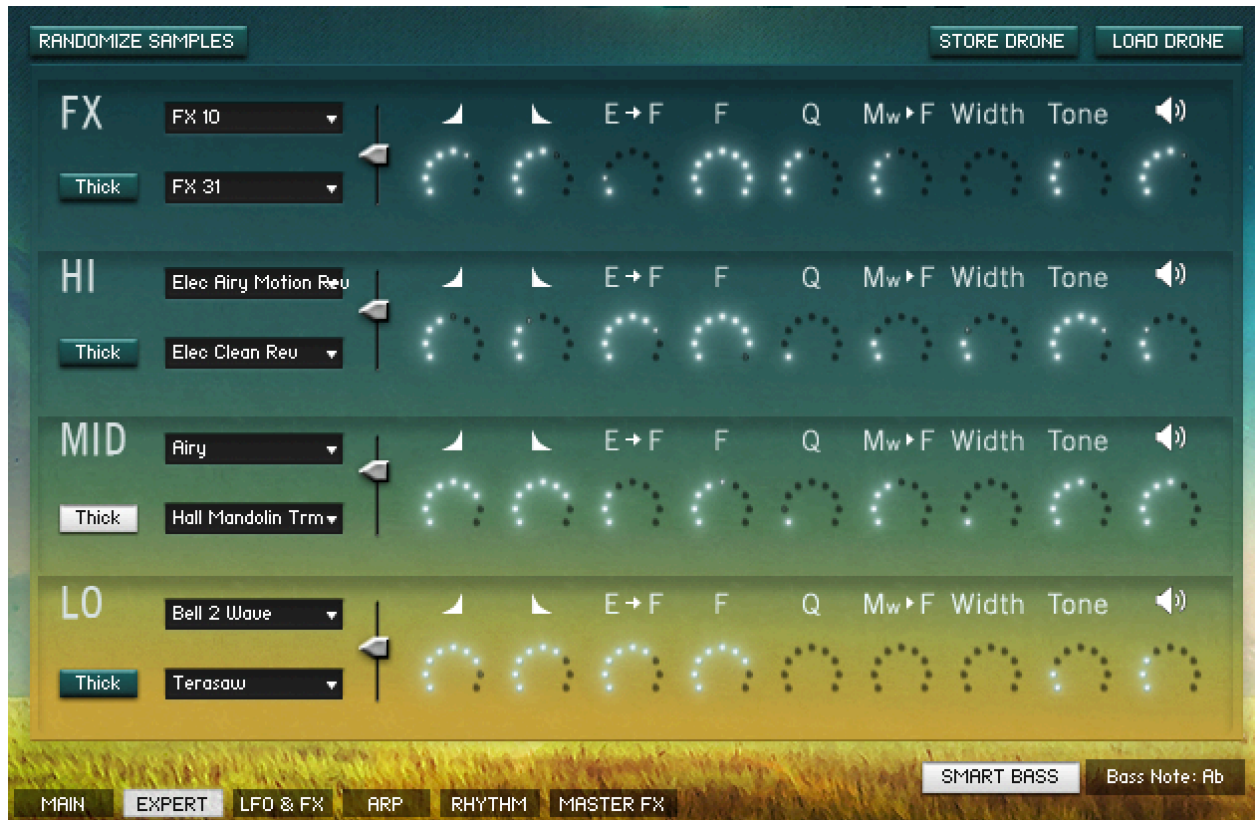 RANDOMIZE SAMPLES STORE DRONE LOAD DRONE
FX FX 10 E→F F Q Mw▸F Width Tone
Thick FX 31
HI Elec Airy Motion Rev E→F F Q Mw▸F Width Tone
Thick Elec Clean Rev
MID Airy E→F F Q Mw▸F Width Tone
Thick Hall Mandolin Trm
LO Bell 2 Wave E→F F Q Mw▸F Width Tone
Thick Terasaw
SMART BASS Bass Note: Ab
MAIN EXPERT LFO & FX ARP RHYTHM MASTER FX